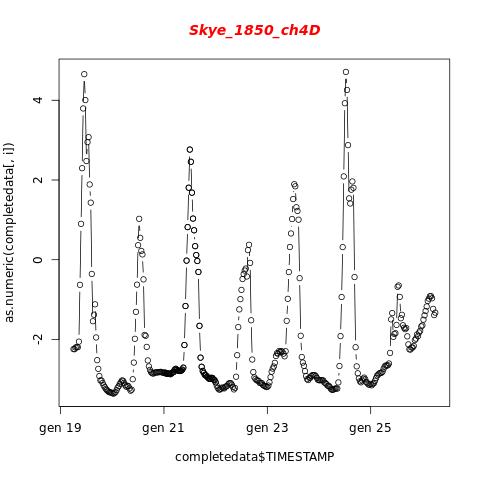 Skye_1850_ch4D
as.numeric(completedata[, i])
4
2
0
-2
gen 19
gen 21
gen 23
gen 25
completedata$TIMESTAMP